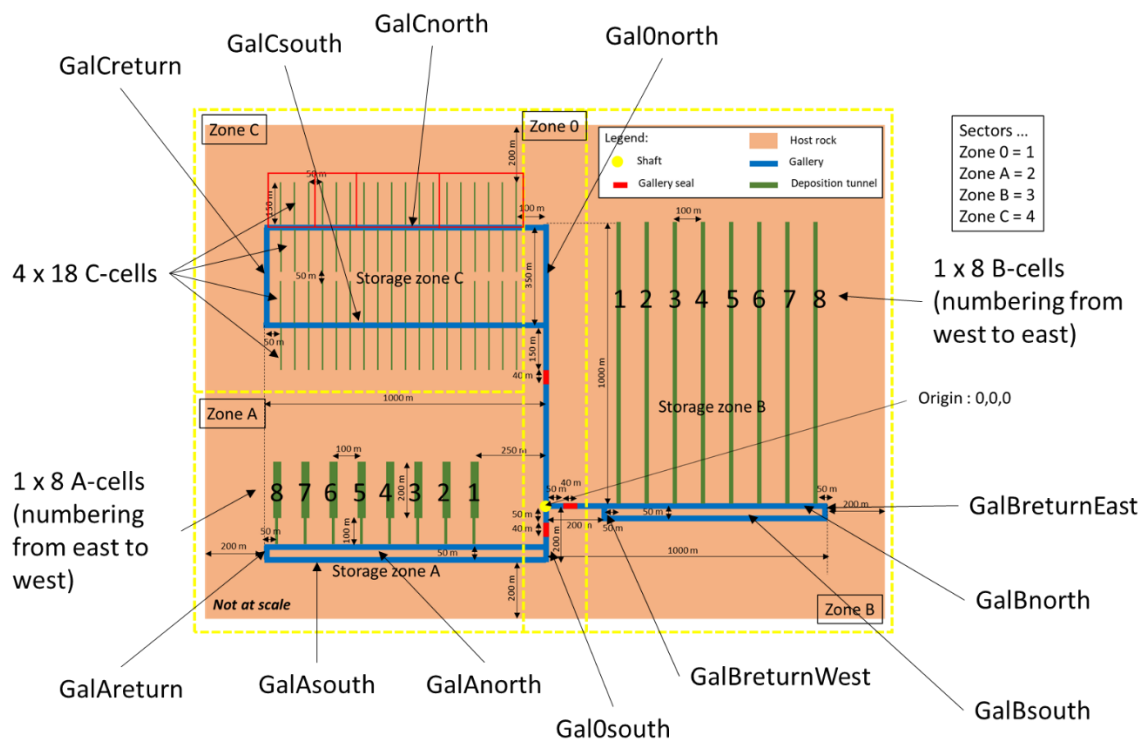 GalCnorth
GalCsouth
Gal0north
GalCreturn
Zone C
Zone 0
Legend:
Shaft
Gallery seal
Host rock
Gallery
Deposition tunnel
Sectors ...
Zone 0 = 1
Zone A = 2
Zone B = 3
Zone C = 4
200 m
50 m
150 m
100 m
100 m
4 x 18 C-cells
50 m
Storage zone C
350 m
1 2 3 4 5 6 7 8
1 x 8 B-cells
(numbering from
west to east)
50 m
150 m
40 m
1000 m
1000 m
Storage zone B
Origin : 0,0,0
Zone A
250 m
100 m
1 x 8 A-cells
(numbering
from east to
west)
8 7 6 5 4 3 2 1
200 m
50 m
40 m
50 m
50 m
40 m
200 m
50 m
100 m
50 m
200 n
50 m
50 m
200 m
200 m
GalBreturnEast
200 m
Storage zone A
1000 m
200 m
Not at scale
Zone B
GalBnorth
GalAreturn
GalAsouth
GalAnorth
GalBreturnWest
GalBsouth
Gal0south